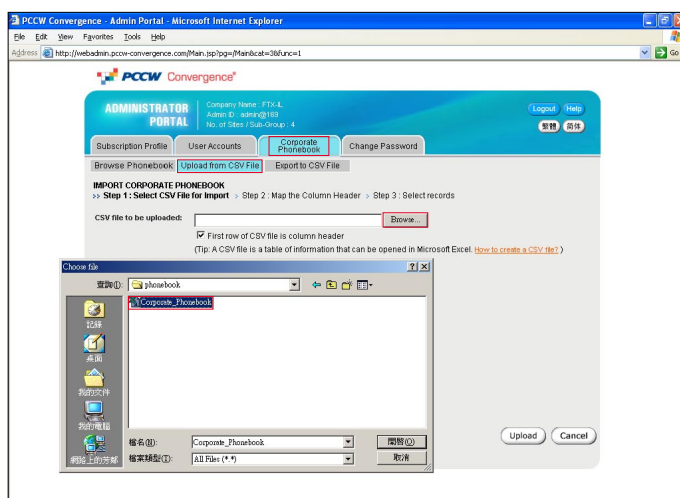 PCCW Convergence - Admin Portal - Microsoft Internet Explorer
File Edit View Favorites Tools Help
Address http://webadmin.pccw-convergence.com/Main.jsp?pg=/Main&cat=38&func=1 Go
PCCW Convergence
ADMINISTRATOR PORTAL
Company Name : FTX-IL
Admin ID : admin@169
No. of Sites / Sub-Group : 4
Logout Help
繁體 简体
Subscription Profile User Accounts Corporate Phonebook Change Password
Browse Phonebook Upload from CSV File Export to CSV File
IMPORT CORPORATE PHONEBOOK
>> Step 1 : Select CSV File for Import > Step 2 : Map the Column Header > Step 3 : Select records
CSV file to be uploaded: Browse...
First row of CSV file is column header
(Tip: A CSV file is a table of information that can be opened in Microsoft Excel. How to create a CSV file? )
Choose file
查詢(I): phonebook
Corporate_Phonebook
記錄
桌面
我的文件
我的電腦
網路上的芳鄰
檔名(N): Corporate_Phonebook 開啓(O)
檔案類型(T): All Files (*.*) 取消
Upload Cancel